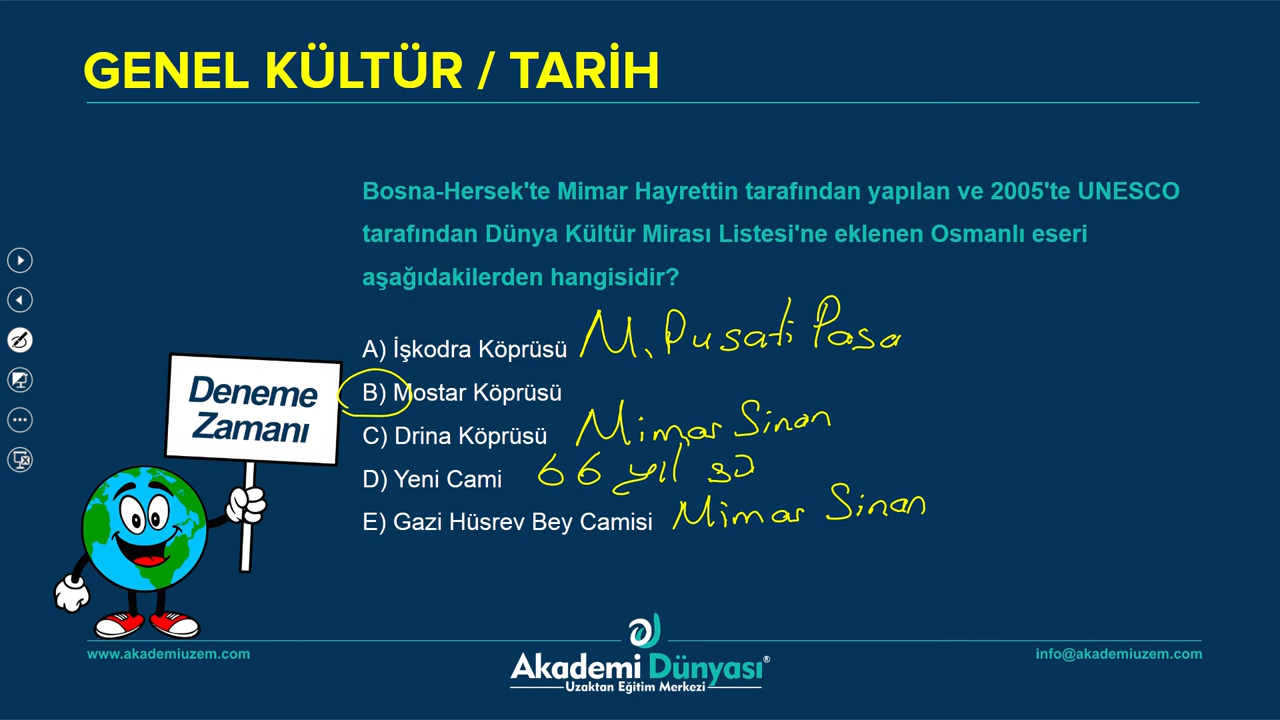 GENEL KÜLTÜR / TARİH
Bosna-Hersek'te Mimar Hayrettin tarafından yapılan ve 2005'te UNESCO
tarafından Dünya Kültür Mirası Listesi'ne eklenen Osmanlı eseri
aşağıdakilerden hangisidir?
A) İşkodra Köprüsü M. Pusati Pasa
B) Mostar Köprüsü
C) Drina Köprüsü Mimar Sinan
D) Yeni Cami 66 yıl
E) Gazi Hüsrev Bey Camisi Mimar Sinan
Deneme
Zamanı
www.akademiuzem.com
info@akademiuzem.com
Akademi Dünyası®
Uzaktan Eğitim Merkezi